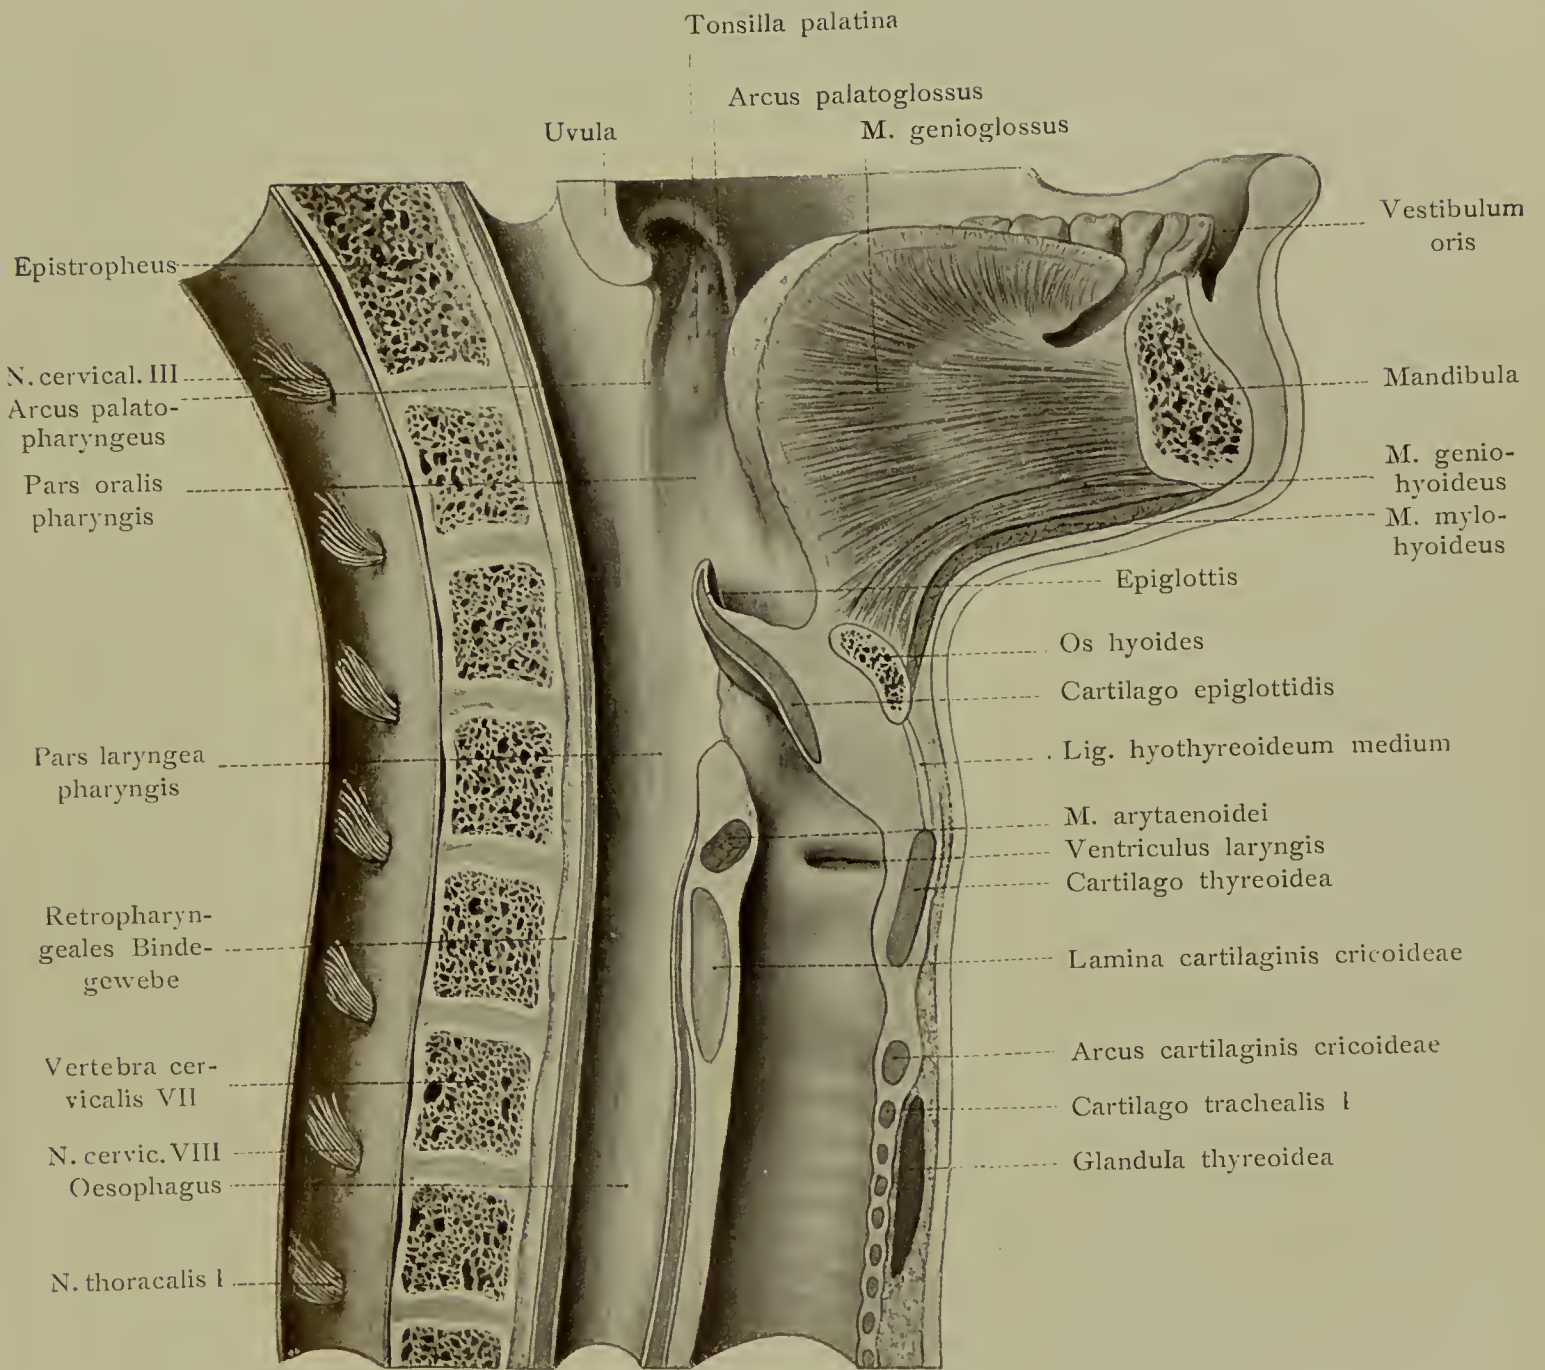 Tonsilla palatina
Arcus palatoglossus
Uvula
M. genioglossus
Vestibulum
oris
Epistropheus
N. cervical. III
Arcus palato-
pharyngeus
Pars oralis
pharyngis
Pars laryngea
pharyngis
Retropharyn-
geales Binde-
gewebe
Vertebra cer-
vicalis VII
N. cervic. VIII
Oesophagus
N. thoracalis I
Mandibula
M. genio-
hyoideus
M. mylo-
hyoideus
Epiglottis
Os hyoides
Cartilago epiglottidis
Lig. hyothyreoideum medium
M. arytaenoidei
Ventriculus laryngis
Cartilago thyreoidea
Lamina cartilaginis cricoideae
Arcus cartilaginis cricoideae
Cartilago trachealis I
Glandula thyreoidea